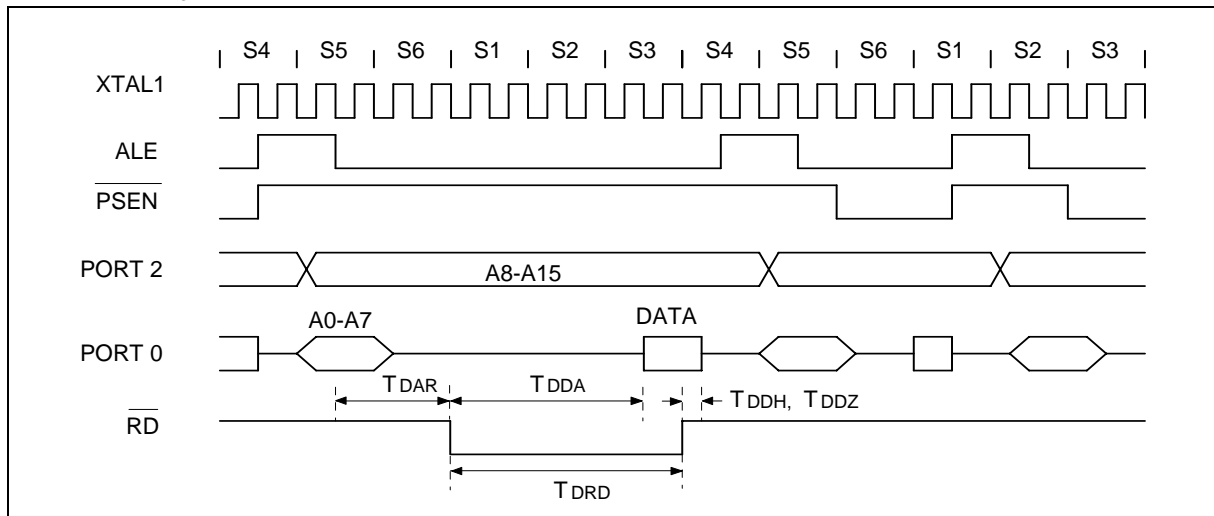 S4 S5 S6 S1 S2 S3 S4 S5 S6 S1 S2 S3
XTAL1
ALE
PSEN
PORT 2
A8-A15
A0-A7
DATA
PORT 0
TDAR
TDDA
TDDH, TDDZ
RD
TDRD